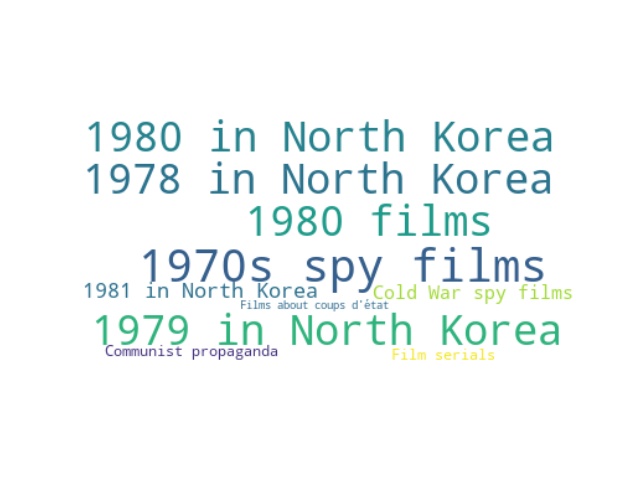 1980 in North Korea
1978 in North Korea
1980 films
1970s spy films
1981 in North Korea
Cold War spy films
Films about coups d'état
1979 in North Korea
Communist propaganda
Film serials